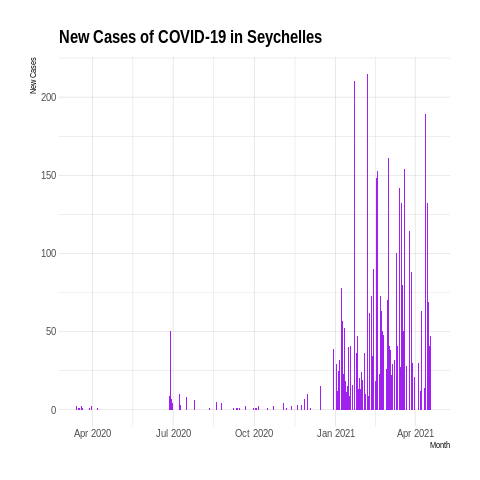 New Cases of COVID-19 in Seychelles
New Cases
200
150
100
50
0
Apr 2020 Jul 2020 Oct 2020 Jan 2021 Apr 2021
Month